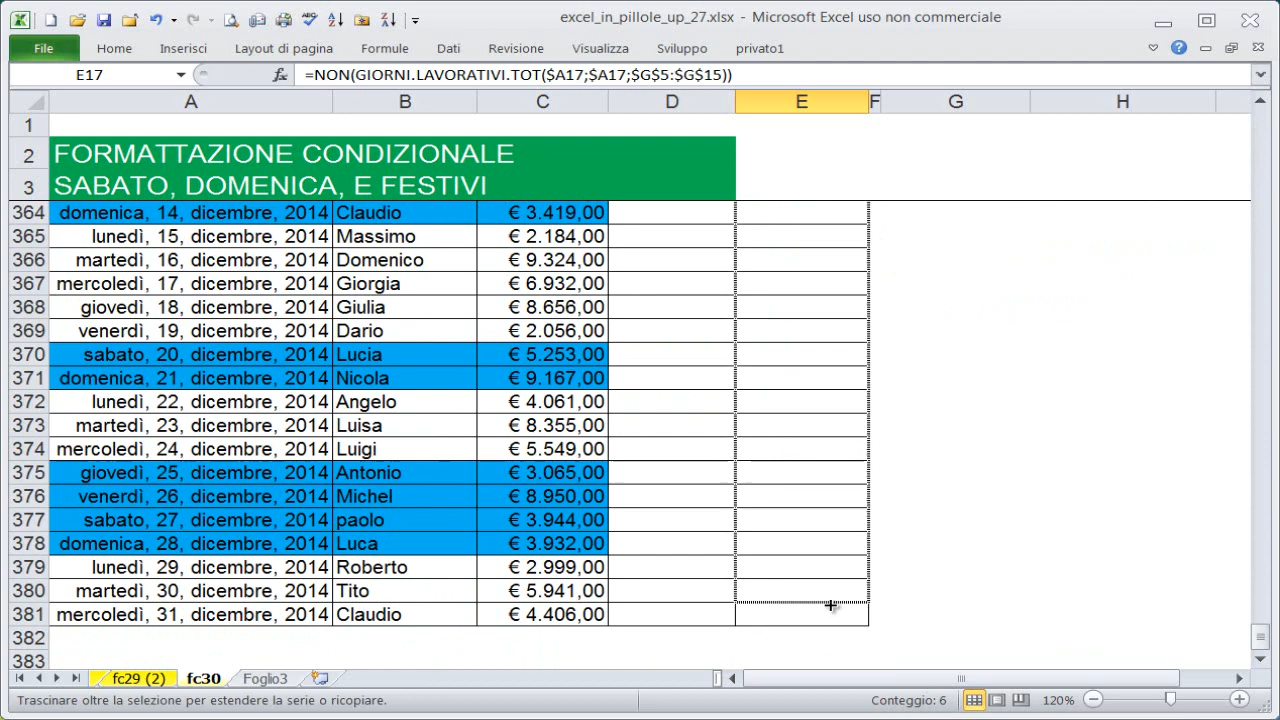 excel_in_pillole_up_27.xlsx - Microsoft Excel uso non commerciale
File Home Inserisci Layout di pagina Formule Dati Revisione Visualizza Sviluppo privato1
E17 fx =NON(GIORNI.LAVORATIVI.TOT($A17;$A17;$G$5:$G$15))
A B C D E F G H
1
2 FORMATTAZIONE CONDIZIONALE
3 SABATO, DOMENICA, E FESTIVI
364 domenica, 14, dicembre, 2014 Claudio € 3.419,00
365 lunedì, 15, dicembre, 2014 Massimo € 2.184,00
366 martedì, 16, dicembre, 2014 Domenico € 9.324,00
367 mercoledì, 17, dicembre, 2014 Giorgia € 6.932,00
368 giovedì, 18, dicembre, 2014 Giulia € 8.656,00
369 venerdì, 19, dicembre, 2014 Dario € 2.056,00
370 sabato, 20, dicembre, 2014 Lucia € 5.253,00
371 domenica, 21, dicembre, 2014 Nicola € 9.167,00
372 lunedì, 22, dicembre, 2014 Angelo € 4.061,00
373 martedì, 23, dicembre, 2014 Luisa € 8.355,00
374 mercoledì, 24, dicembre, 2014 Luigi € 5.549,00
375 giovedì, 25, dicembre, 2014 Antonio € 3.065,00
376 venerdì, 26, dicembre, 2014 Michel € 8.950,00
377 sabato, 27, dicembre, 2014 paolo € 3.944,00
378 domenica, 28, dicembre, 2014 Luca € 3.932,00
379 lunedì, 29, dicembre, 2014 Roberto € 2.999,00
380 martedì, 30, dicembre, 2014 Tito € 5.941,00
381 mercoledì, 31, dicembre, 2014 Claudio € 4.406,00
382
383
fc29 (2) fc30 Foglio3
Trascinare oltre la selezione per estendere la serie o ricopiare. Conteggio: 6 120%